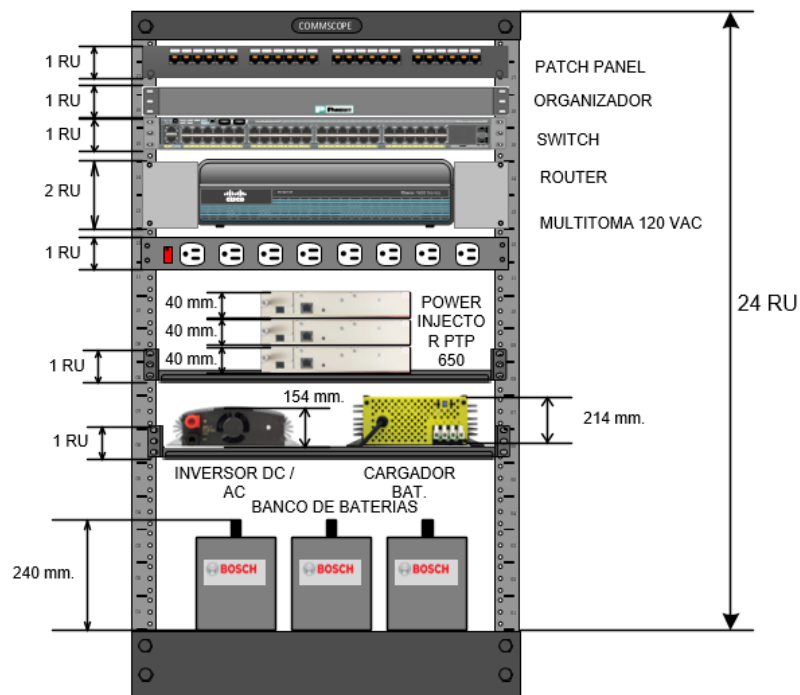 COMMSCOPE
1 RU
PATCH PANEL
1 RU
ORGANIZADOR
Panduit
1 RU
SWITCH
2 RU
ROUTER
CISCO
MULTITOMA 120 VAC
1 RU
24 RU
40 mm.
40 mm.
40 mm.
POWER
INJECTO
R PTP
650
1 RU
154 mm.
214 mm.
1 RU
INVERSOR DC /
AC
CARGADOR
BAT.
BANCO DE BATERIAS
240 mm.
BOSCH
BOSCH
BOSCH